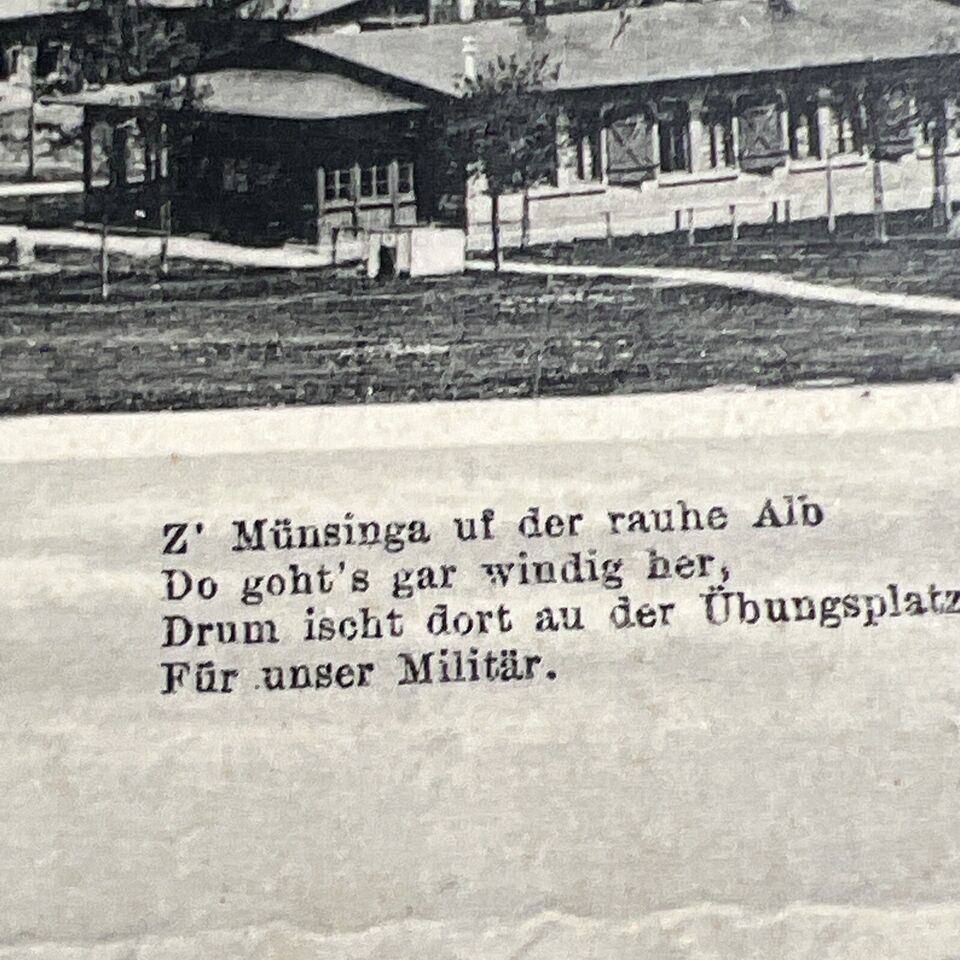 Z' Münsinga uf der rauhe Alb
Do goht's gar windig her,
Drum ischt dort au der Übungsplatz
Für unser Militär.